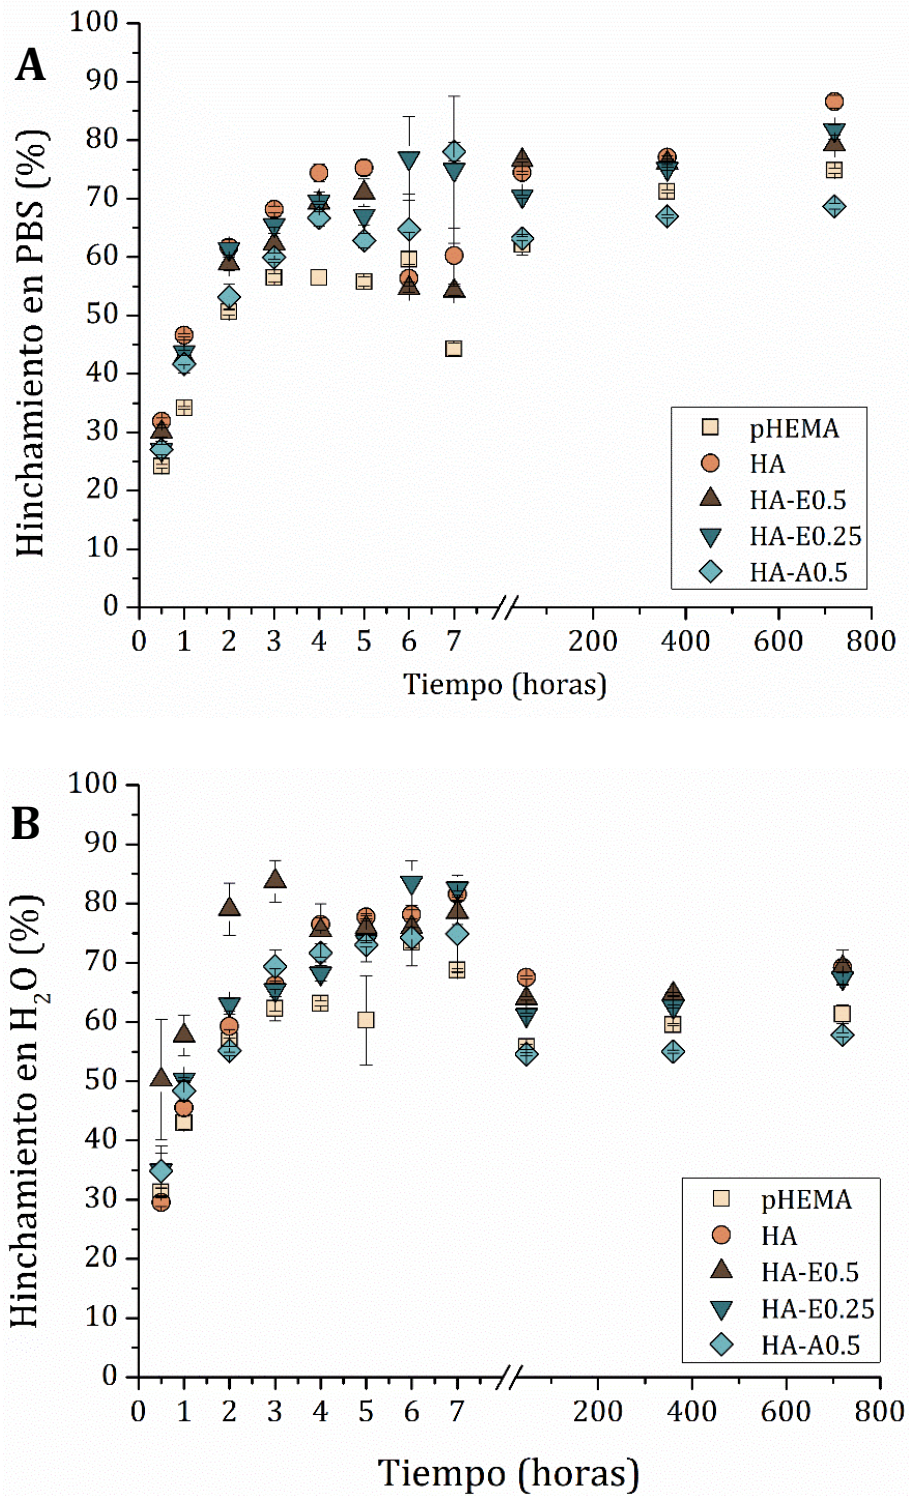 A
Hinchamiento en PBS (%)
100
90
80
70
60
50
40
30
20
10
0
pHEMA
HA
HA-E0.5
HA-E0.25
HA-A0.5
0 1 2 3 4 5 6 7 200 400 600 800
Tiempo (horas)
B
Hinchamiento en H₂O (%)
100
90
80
70
60
50
40
30
20
10
0
pHEMA
HA
HA-E0.5
HA-E0.25
HA-A0.5
0 1 2 3 4 5 6 7 200 400 600 800
Tiempo (horas)